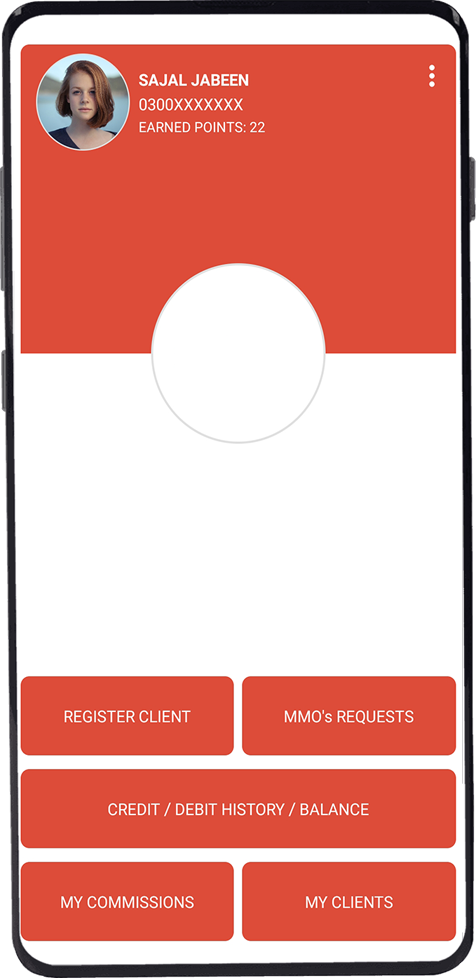 SAJAL JABEEN
0300XXXXXXX
EARNED POINTS: 22
REGISTER CLIENT
MMO's REQUESTS
CREDIT / DEBIT HISTORY / BALANCE
MY COMMISSIONS
MY CLIENTS